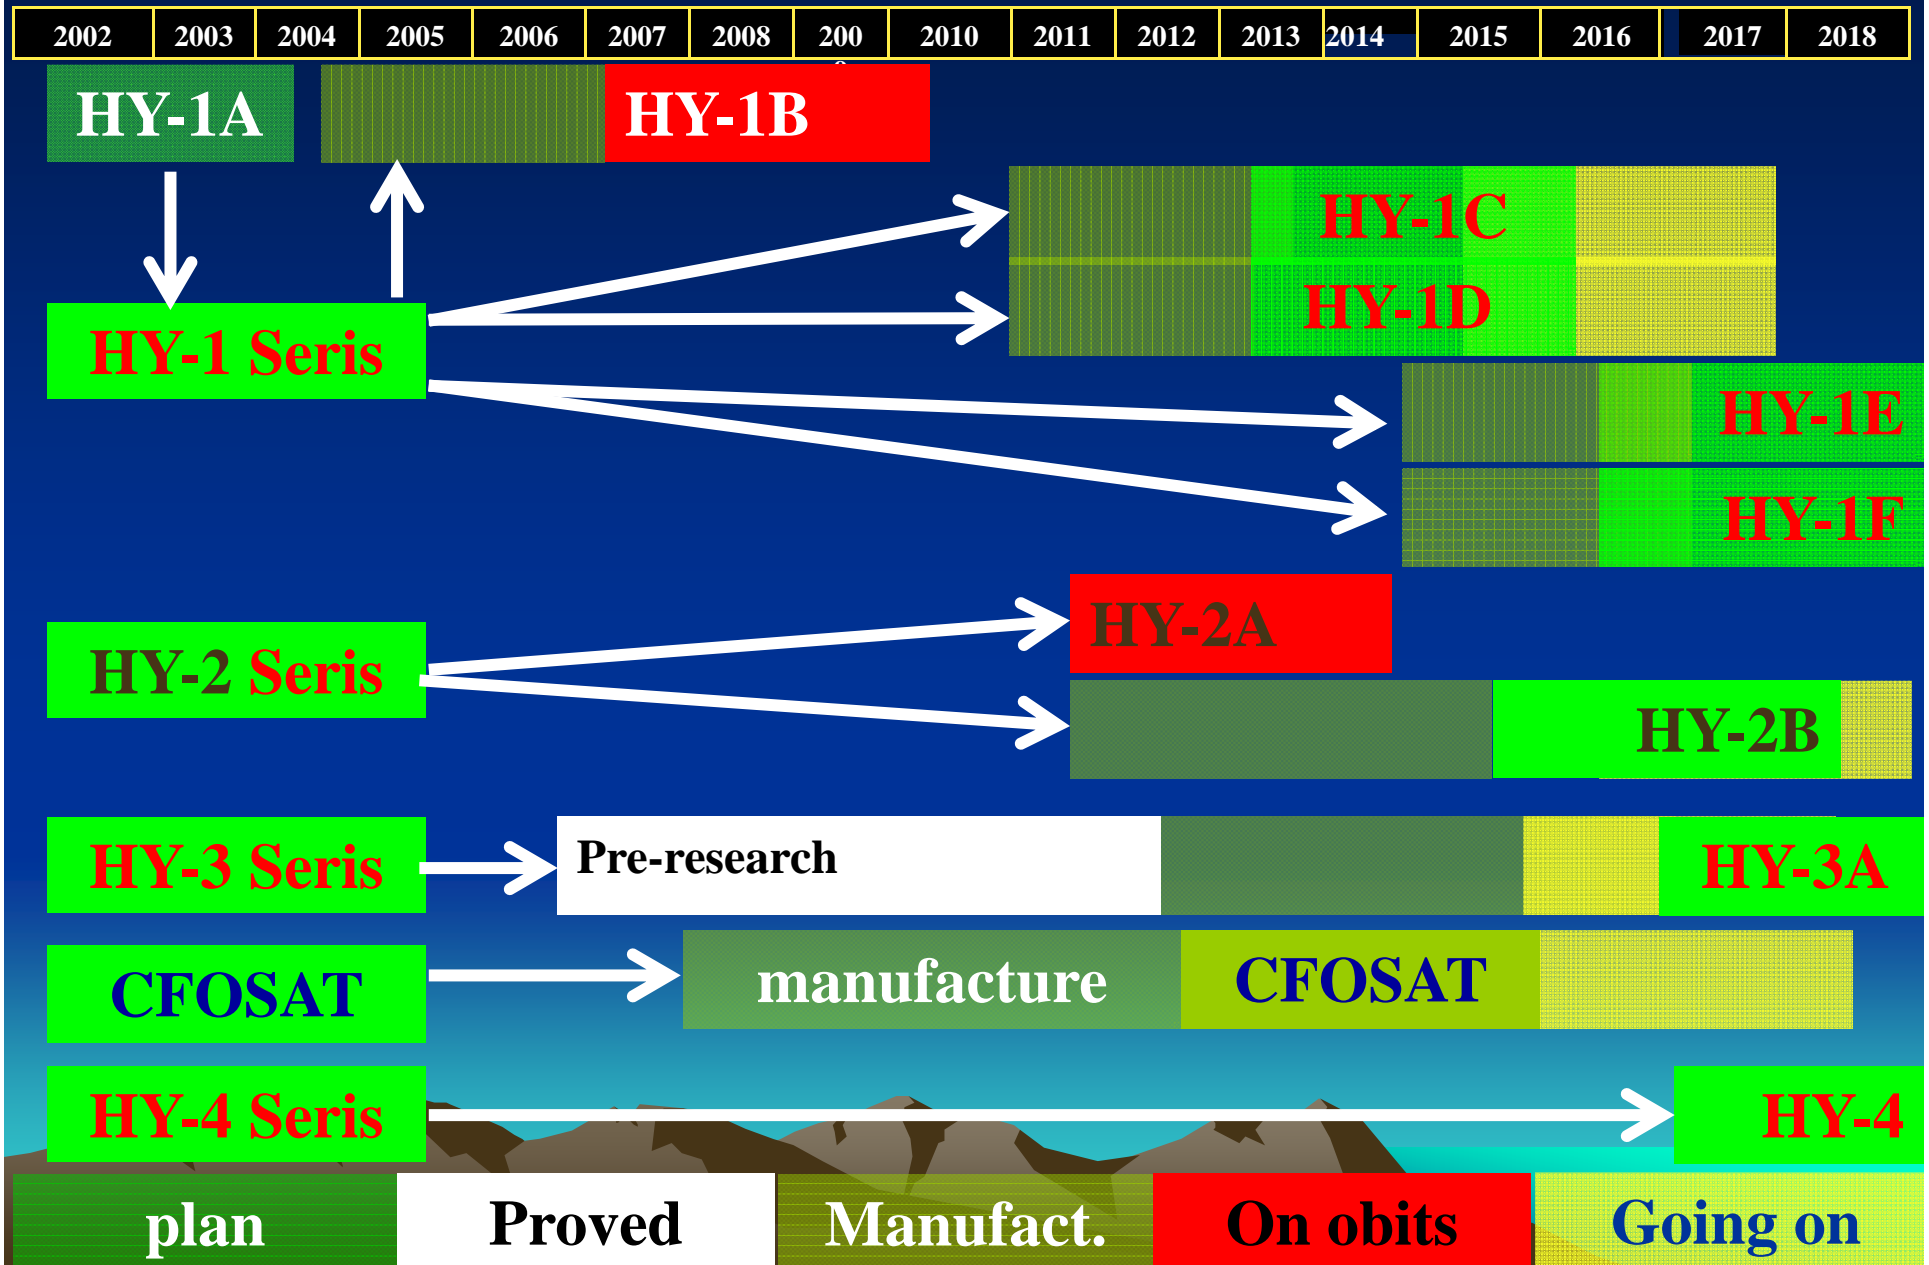 2002 2003 2004 2005 2006 2007 2008 200 2010 2011 2012 2013 2014 2015 2016 2017 2018
HY-1A HY-1B
HY-1C
HY-1D
HY-1 Seris
HY-1E
HY-1F
HY-2A
HY-2 Seris
HY-2B
HY-3 Seris Pre-research HY-3A
CFOSAT manufacture CFOSAT
HY-4 Seris HY-4
plan Proved Manufact. On obits Going on